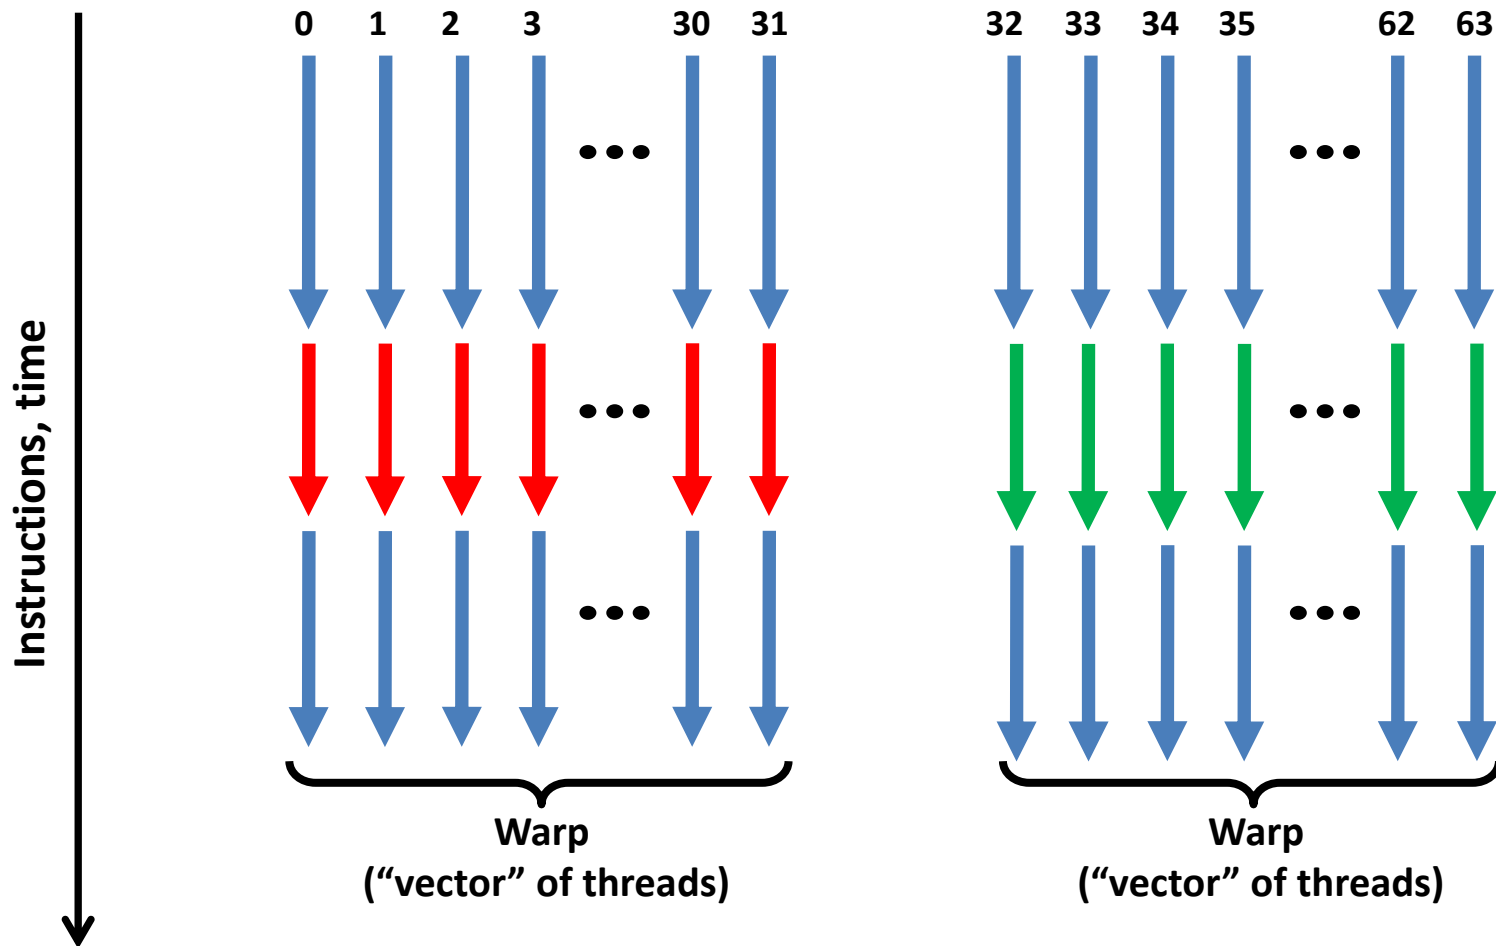 0 1 2 3 30 31 32 33 34 35 62 63
Instructions, time
Warp
(“vector” of threads)
Warp
(“vector” of threads)